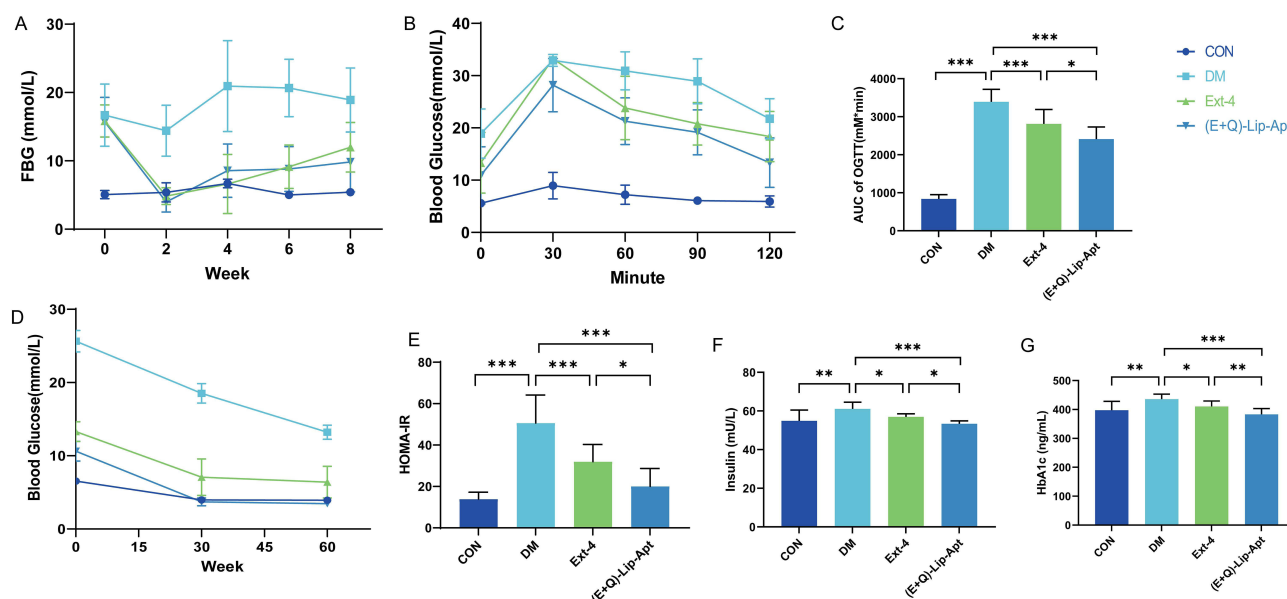 A
FBG (mmol/L)
30
20
10
0
0 2 4 6 8
Week
B
Blood Glucose(mmol/L)
40
30
20
10
0
0 30 60 90 120
Minute
C
AUC of OGTT(mM*min)
4000
3000
2000
1000
0
***
*** *** *
CON DM Ext-4 (E+Q)-Lip-Apt
CON
DM
Ext-4
(E+Q)-Lip-Ap
D
Blood Glucose(mmol/L)
30
20
10
0
0 15 30 45 60
Week
E
HOMA-IR
80
60
40
20
0
***
*** *** *
CON DM Ext-4 (E+Q)-Lip-Apt
F
Insulin (mU/L)
80
60
40
20
0
***
** * *
CON DM Ext-4 (E+Q)-Lip-Apt
G
HbA1c (ng/mL)
500
400
300
200
100
0
***
** * **
CON DM Ext-4 (E+Q)-Lip-Apt